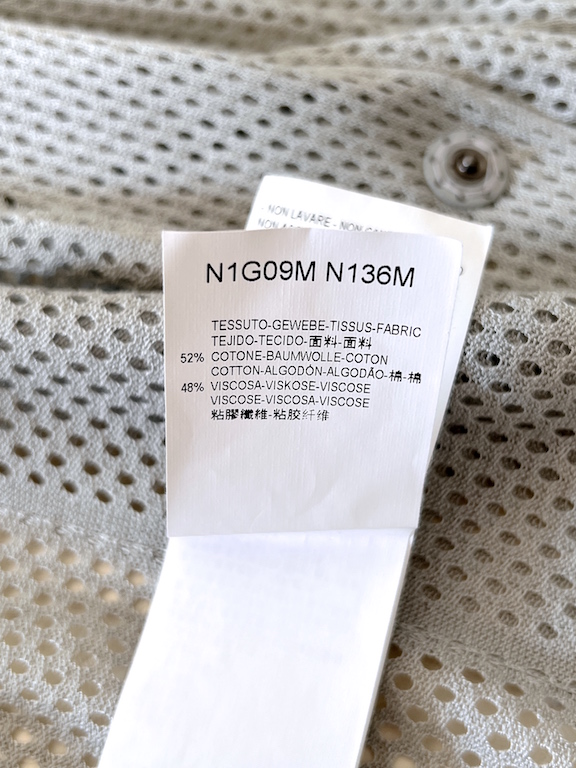 - NON LAVARE - NON
N1G09M N136M
TESSUTO-GEWEBE-TISSUS-FABRIC
TEJIDO-TECIDO-面料-面料
52% COTONE-BAUMWOLLE-COTON
COTTON-ALGODÓN-ALGODÃO-棉-棉
48% VISCOSA-VISKOSE-VISCOSE
VISCOSE-VISCOSA-VISCOSE
粘膠纖維-粘胶纤维